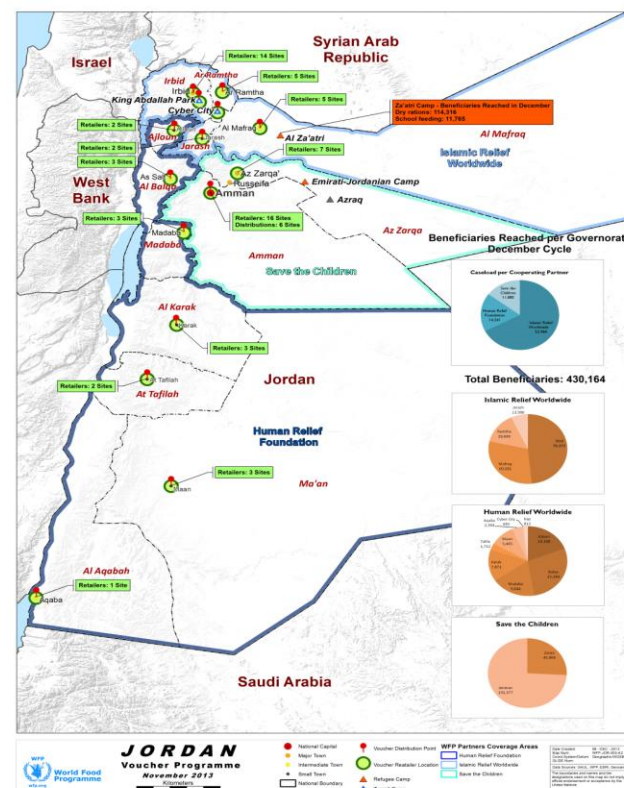 Syrian Arab
Republic
Israel
Retailers: 14 Sites
Ar Ramtha
Irbid
Retailers: 5 Sites
Irbid
Ar Ramtha
King Abdallah Park
Cyber City
Retailers: 5 Sites
Za'atri Camp - Beneficiaries Reached in December
Dry rations: 114,316
School feeding: 11,765
Retailers: 2 Sites
Al Mafraq
Ajloun
Al Za'atri
Al Mafraq
Retailers: 2 Sites
Jarash
Islamic Relief
Worldwide
Retailers: 3 Sites
Retailers: 7 Sites
West
Bank
As Salt
Al Balqa
Az Zarqa'
Russeifa
Emirati-Jordanian Camp
Amman
Azraq
Retailers: 3 Sites
Retailers: 16 Sites
Distributions: 6 Sites
Az Zarqa
Madaba
Madaba
Beneficiaries Reached per Governorat
December Cycle
Amman
Save the Children
Caseload per Cooperating Partner
Al Karak
Karak
Retailers: 3 Sites
Total Beneficiaries: 430,164
Retailers: 2 Sites
At Tafilah
Jordan
Islamic Relief Worldwide
Human Relief
Foundation
Retailers: 3 Sites
Ma'an
Maan
Human Relief Worldwide
Al Aqabah
Retailers: 1 Site
Aqaba
Save the Children
Saudi Arabia
WFP
wfp.org
World Food
Programme
JORDAN
Voucher Programme
November 2013
Kilometers
National Capital
Major Town
Intermediate Town
Small Town
National Boundary
Voucher Distribution Point
Voucher Reatailer Location
Refugee Camp
WFP Partners Coverage Areas
Human Relief Foundation
Islamic Relief Worldwide
Save the Children